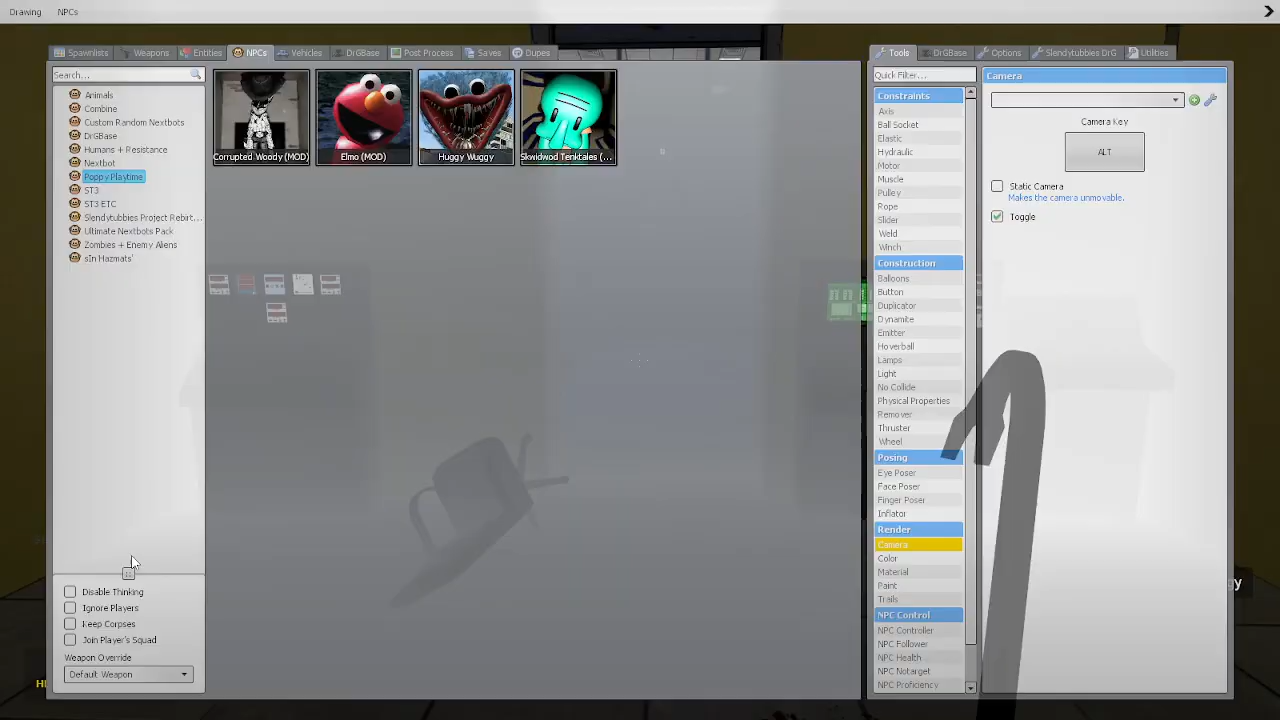 Drawing NPCs
Spawnlists Weapons Entities NPCs Vehicles DrGBase Post Process Saves Dupes
Search...
Animals
Combine
Custom Random Nextbots
DrGBase
Humans + Resistance
Nextbot
Poppy Playtime
ST3
ST3 ETC
Slendytubbies Project Rebirt...
Ultimate Nextbots Pack
Zombies + Enemy Aliens
sIn Hazmats'
Corrupted Woody (MOD) Elmo (MOD) Huggy Wuggy Skwidwod Tenktales (...
Disable Thinking
Ignore Players
Keep Corpses
Join Player's Squad
Weapon Override
Default Weapon
Tools DrGBase Options Slendytubbies DrG Utilities
Quick Filter...
Constraints
Axis
Ball Socket
Elastic
Hydraulic
Motor
Muscle
Pulley
Rope
Slider
Weld
Winch
Construction
Balloons
Button
Duplicator
Dynamite
Emitter
Hoverball
Lamps
Light
No Collide
Physical Properties
Remover
Thruster
Wheel
Posing
Eye Poser
Face Poser
Finger Poser
Inflator
Render
Camera
Color
Material
Paint
Trails
NPC Control
NPC Controller
NPC Follower
NPC Health
NPC Notarget
NPC Proficiency
Camera
Camera Key
ALT
Static Camera
Makes the camera unmovable.
Toggle